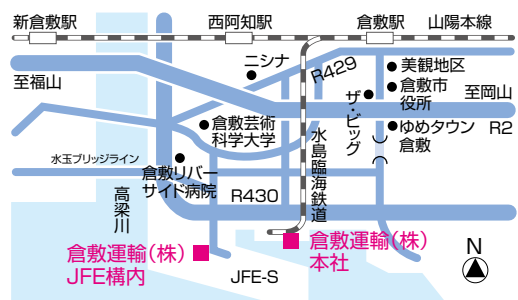 新倉敷駅
西阿知駅
倉敷駅
山陽本線
ニシナ
R429
美観地区
至福山
倉敷市
役所
至岡山
ザ・ビッグ
倉敷芸術
科学大学
ゆめタウン
倉敷
R2
水島臨海鉄道
水玉ブリッジライン
倉敷リバー
サイド病院
高梁川
R430
倉敷運輸(株)
JFE構内
倉敷運輸(株)
本社
JFE-S
N